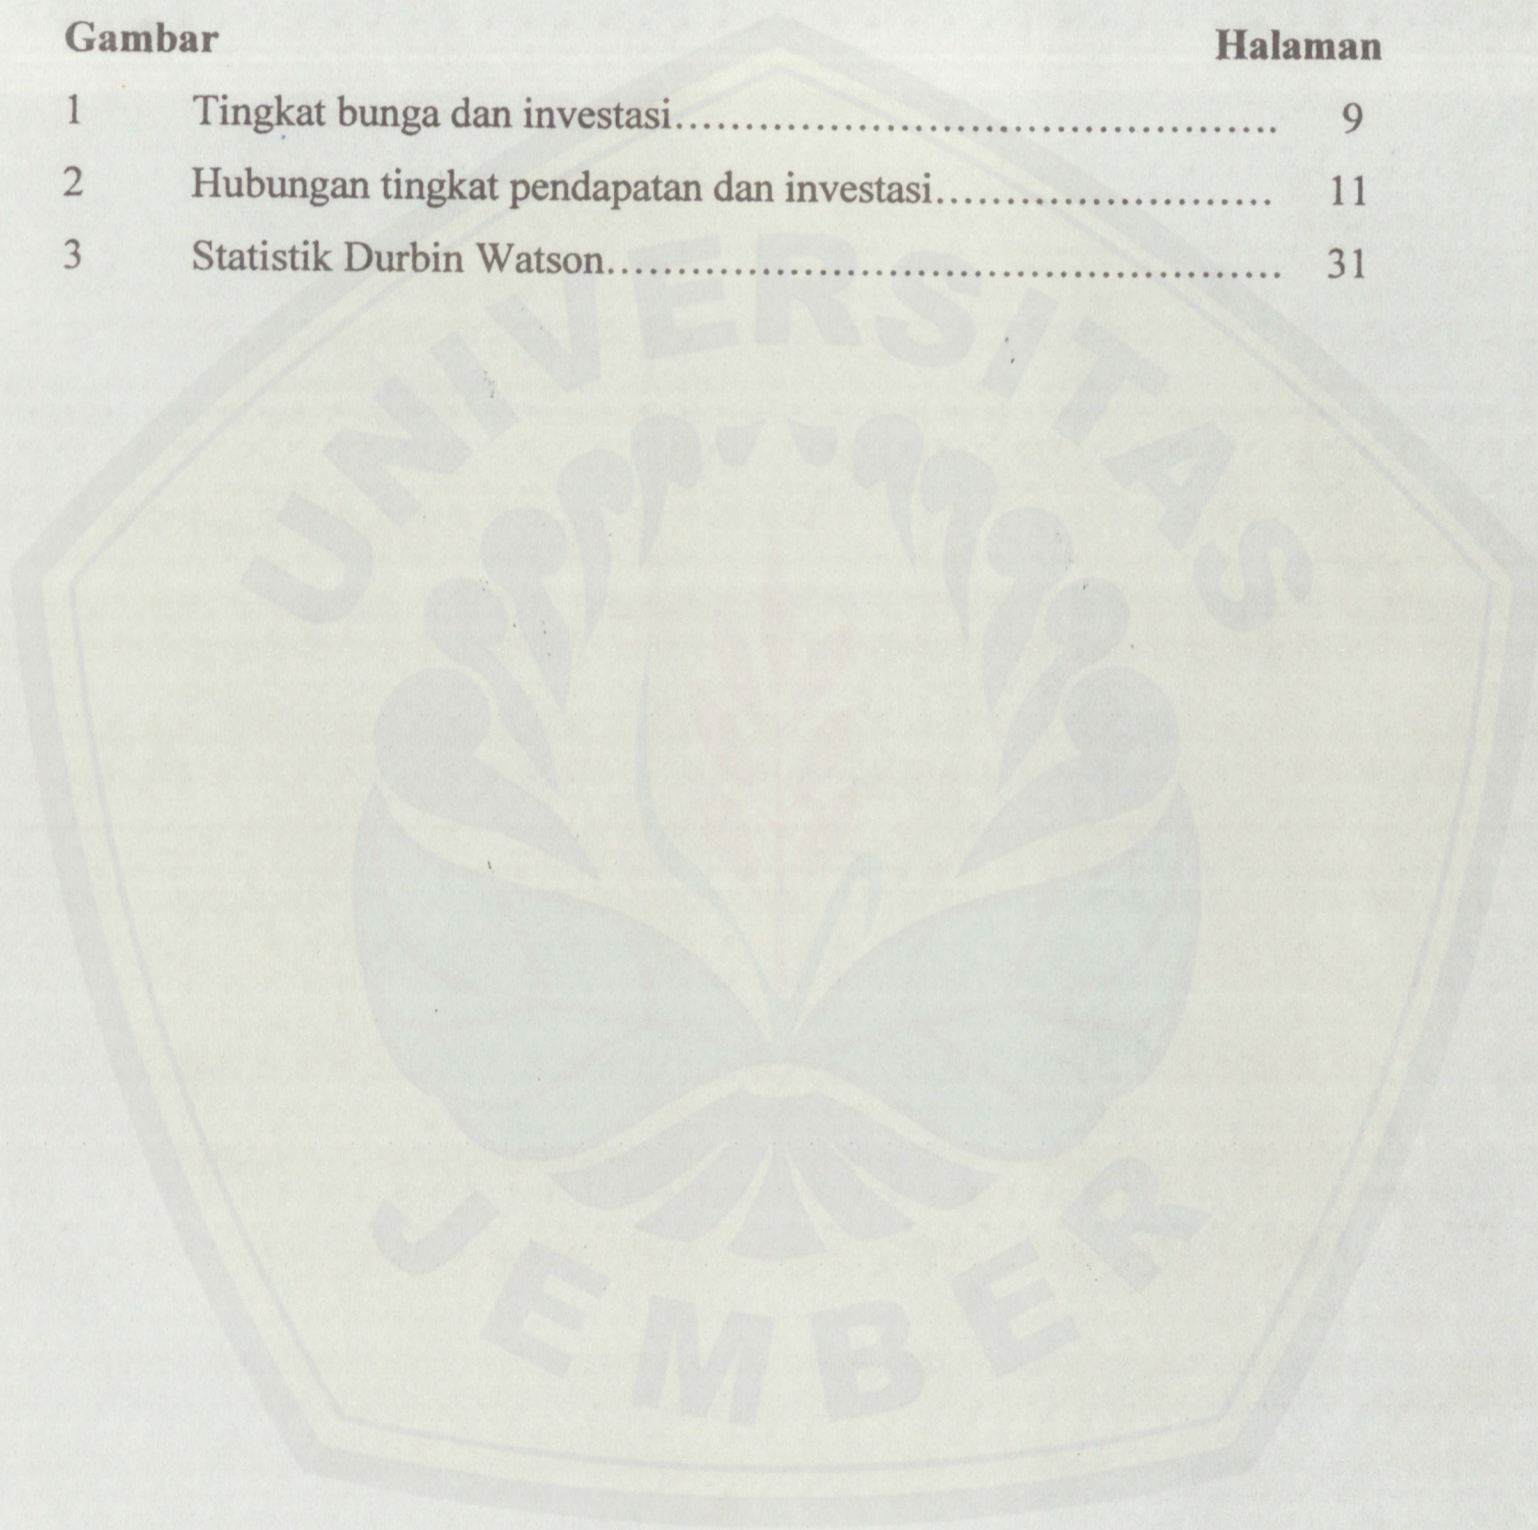 Gambar Halaman
1 Tingkat bunga dan investasi........................................... 9
2 Hubungan tingkat pendapatan dan investasi........................ 11
3 Statistik Durbin Watson................................................ 31
UNIVERSITAS
JEMBER